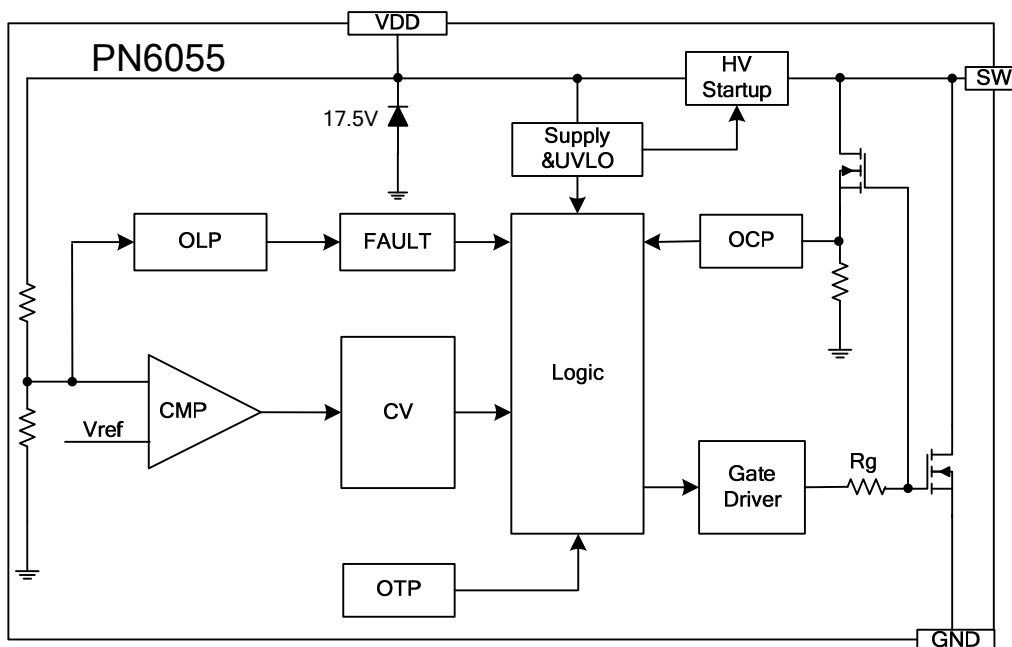 VDD
PN6055
HV
Startup
SW
17.5V
Supply
&UVLO
OLP
FAULT
OCP
Logic
CMP
Vref
CV
Gate
Driver
Rg
OTP
GND